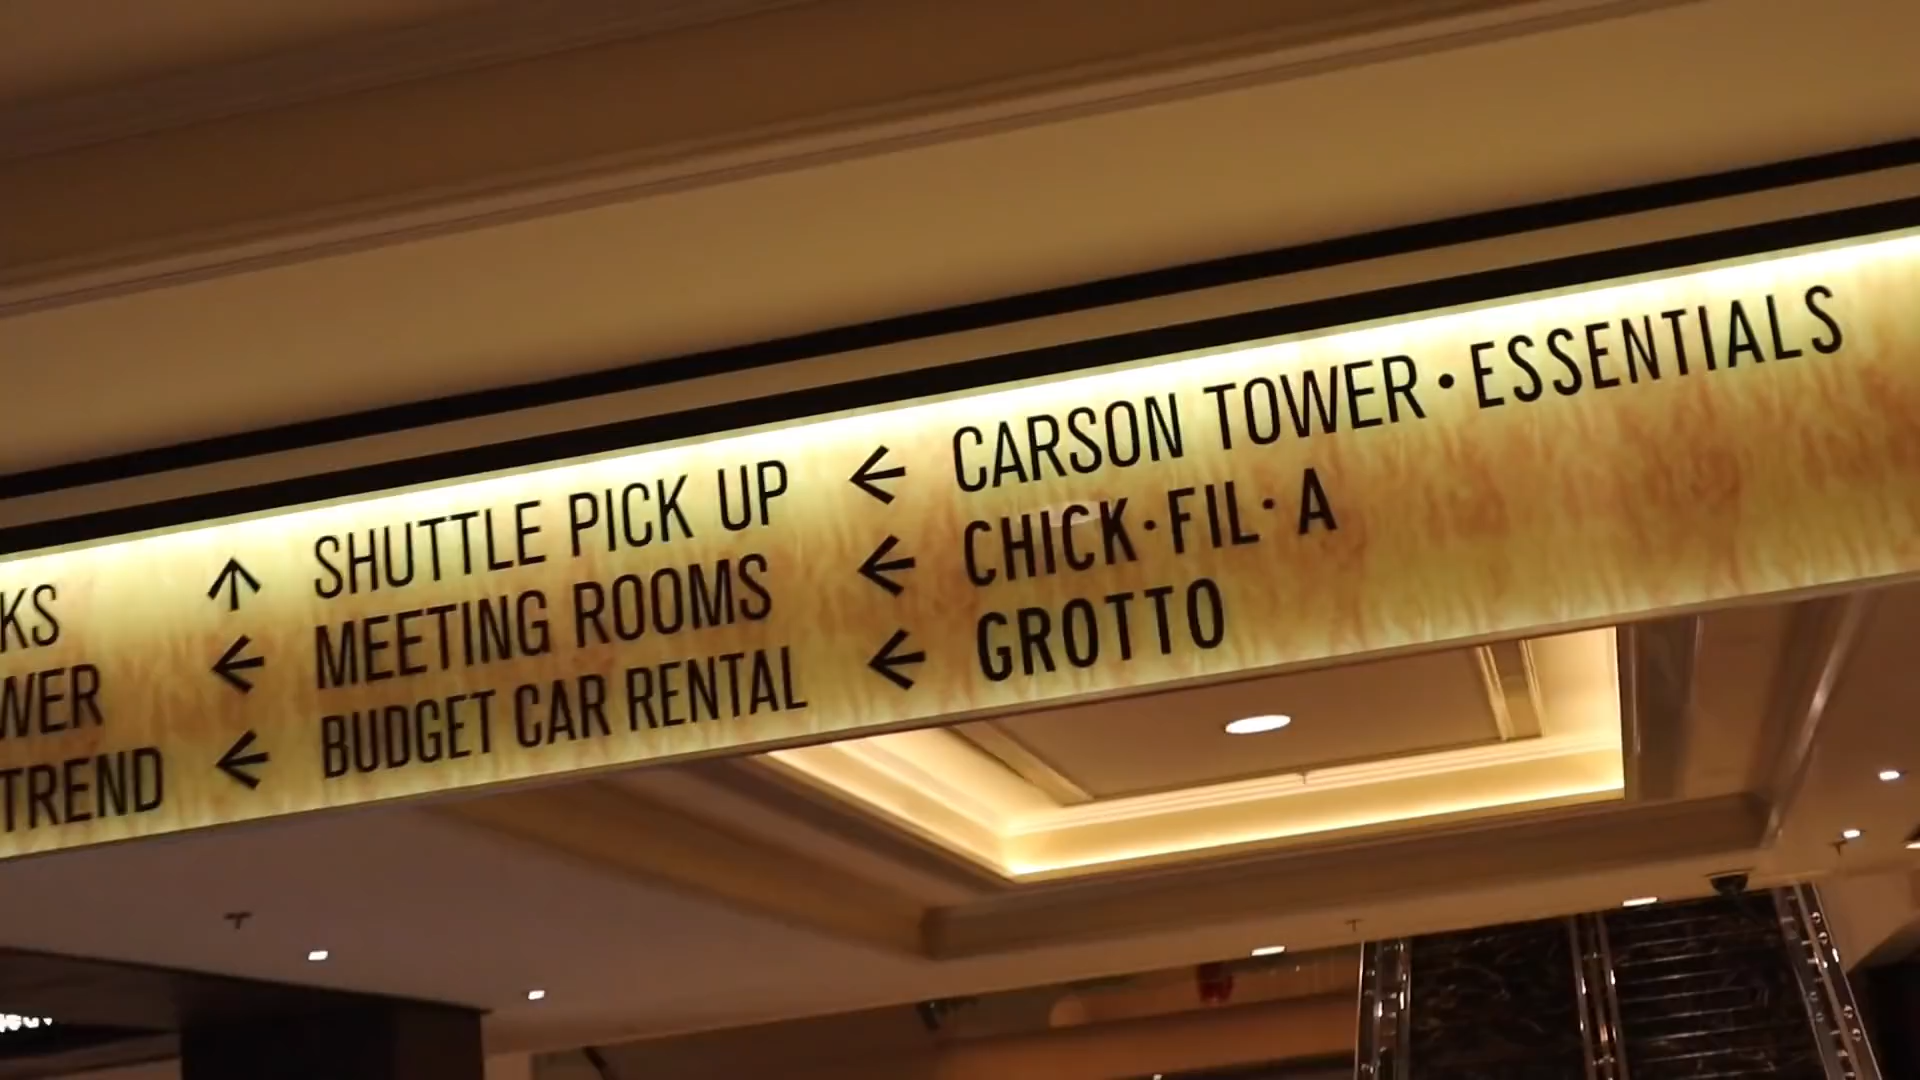 KS
WER
TREND
↑ SHUTTLE PICK UP
← MEETING ROOMS
← BUDGET CAR RENTAL
← CARSON TOWER · ESSENTIALS
← CHICK · FIL · A
← GROTTO